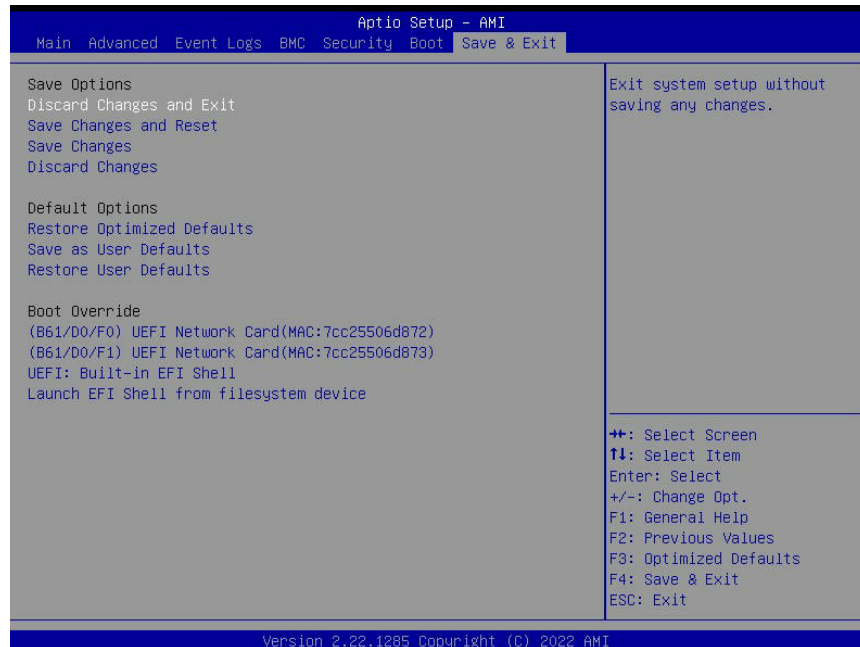 Aptio Setup – AMI
Main Advanced Event Logs BMC Security Boot Save & Exit
Save Options
Discard Changes and Exit
Save Changes and Reset
Save Changes
Discard Changes
Default Options
Restore Optimized Defaults
Save as User Defaults
Restore User Defaults
Boot Override
(B61/D0/F0) UEFI Network Card(MAC:7cc25506d872)
(B61/D0/F1) UEFI Network Card(MAC:7cc25506d873)
UEFI: Built-in EFI Shell
Launch EFI Shell from filesystem device
Exit system setup without
saving any changes.
→←: Select Screen
↑↓: Select Item
Enter: Select
+/-: Change Opt.
F1: General Help
F2: Previous Values
F3: Optimized Defaults
F4: Save & Exit
ESC: Exit
Version 2.22.1285 Copyright (C) 2022 AMI